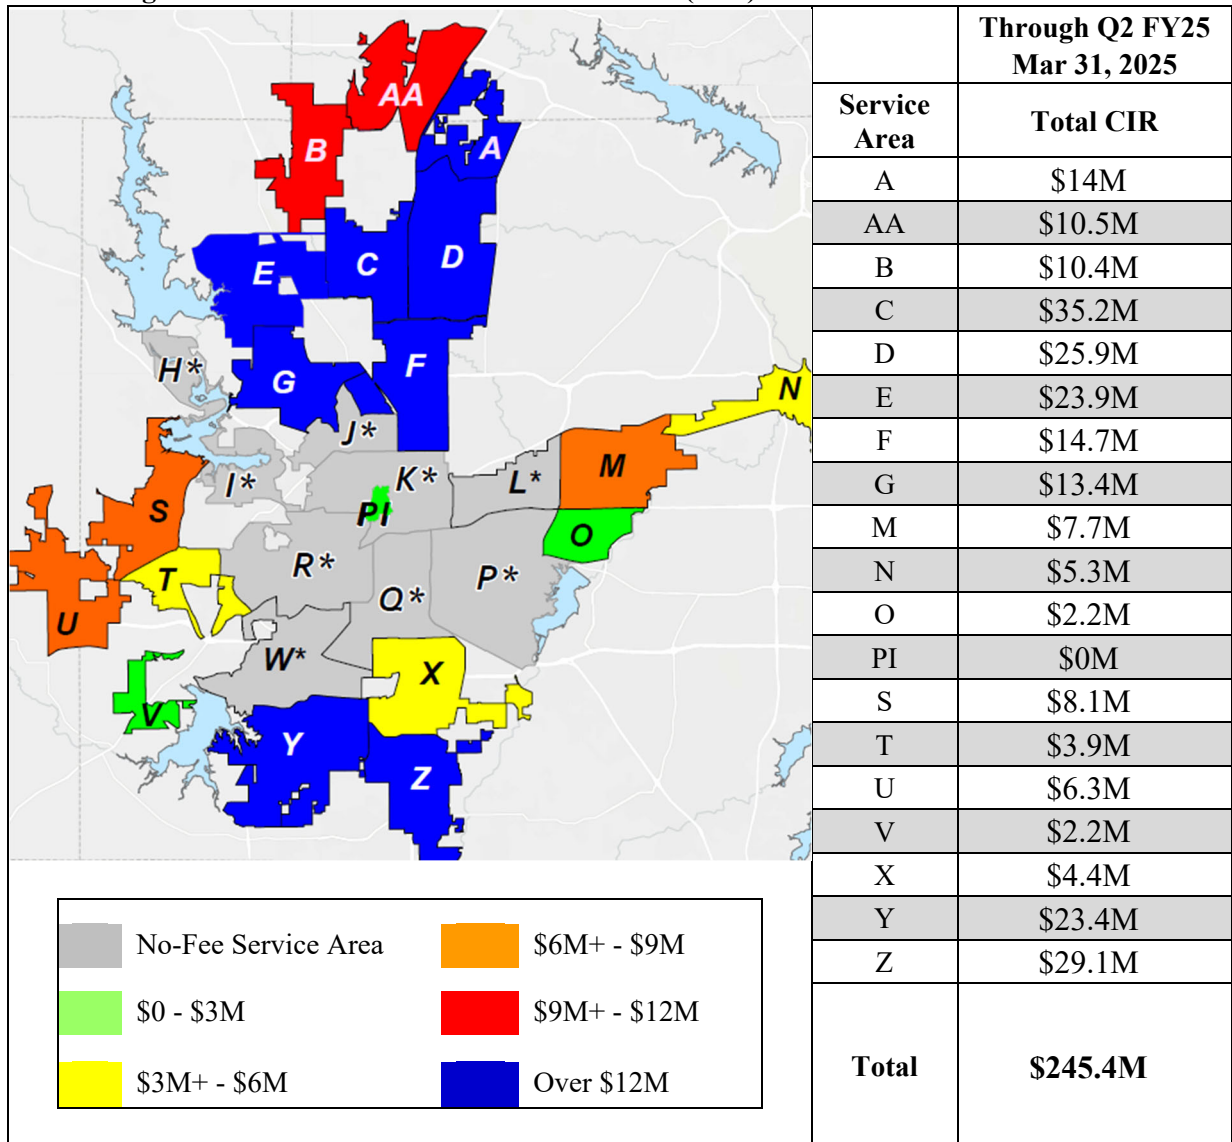 AA
B
A
E
C
D
H*
G
F
N
J*
S
I*
K*
L*
M
PI
O
T
R*
P*
Q*
U
W*
X
V
Y
Z
No-Fee Service Area
$6M+ - $9M
$0 - $3M
$9M+ - $12M
$3M+ - $6M
Over $12M
Through Q2 FY25
Mar 31, 2025
Service
Area
Total CIR
A $14M
AA $10.5M
B $10.4M
C $35.2M
D $25.9M
E $23.9M
F $14.7M
G $13.4M
M $7.7M
N $5.3M
O $2.2M
PI $0M
S $8.1M
T $3.9M
U $6.3M
V $2.2M
X $4.4M
Y $23.4M
Z $29.1M
Total $245.4M